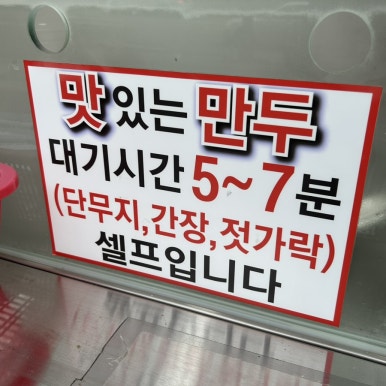 맛있는 만두
대기시간 5~7분
(단무지,간장,젓가락)
셀프입니다